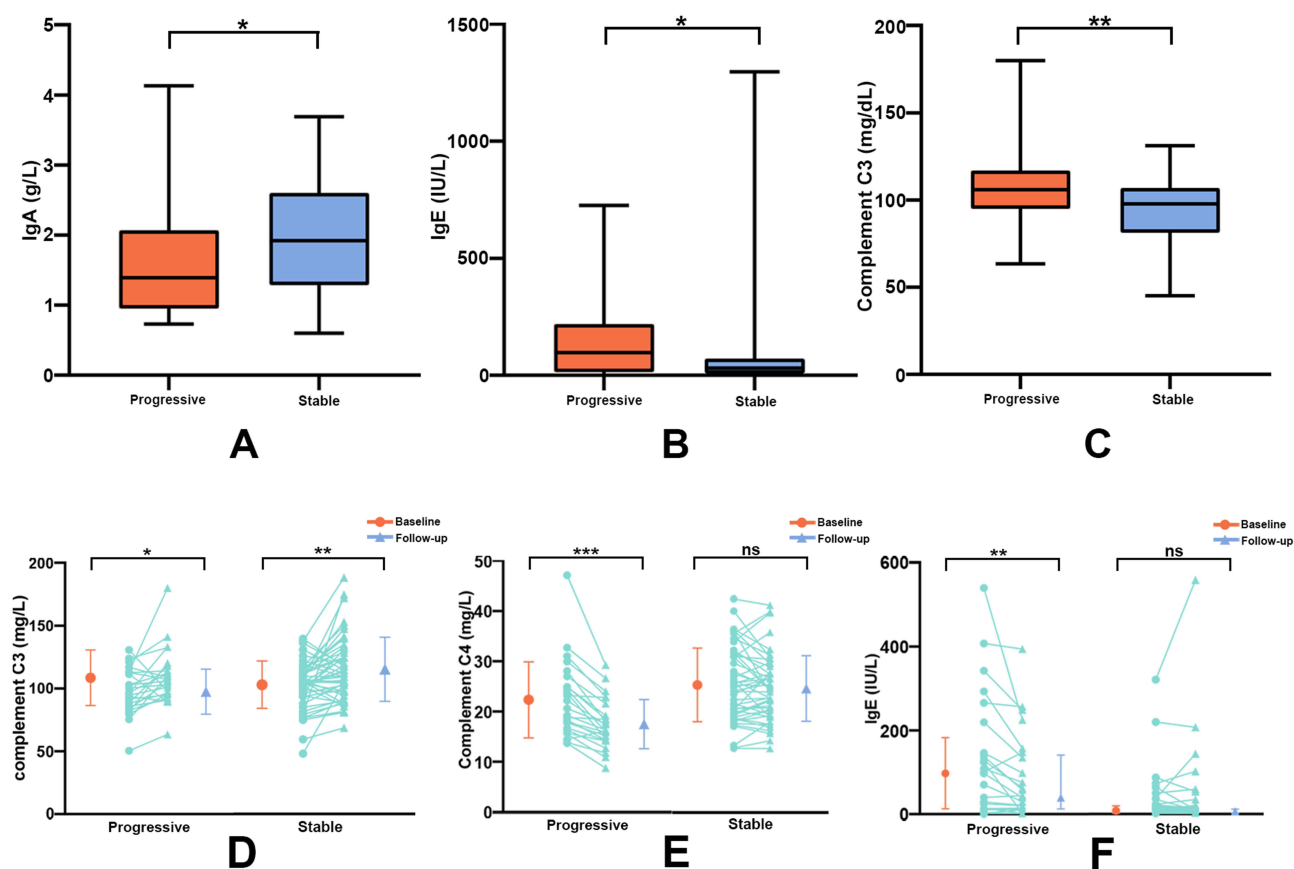 5
4
3
2
1
0
IgA (g/L)
*
Progressive
Stable
A
1500
1000
500
0
IgE (IU/L)
*
Progressive
Stable
B
200
150
100
50
0
Complement C3 (mg/dL)
**
Progressive
Stable
C
Baseline
Follow-up
200
150
100
50
0
complement C3 (mg/L)
*
**
Progressive
Stable
D
Baseline
Follow-up
50
40
30
20
10
0
Complement C4 (mg/L)
***
ns
Progressive
Stable
E
Baseline
Follow-up
600
400
200
0
IgE (IU/L)
**
ns
Progressive
Stable
F